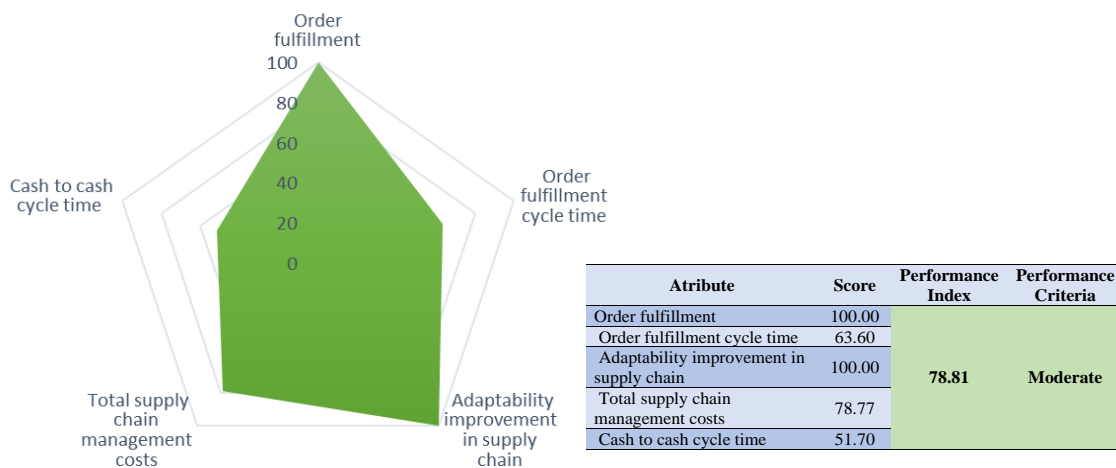 Order
fulfillment
100
80
60
40
20
0
Order
fulfillment
cycle time
Adaptability
improvement
in supply
chain
Total supply
chain
management
costs
Cash to cash
cycle time
Atribute Score Performance Index Performance Criteria
Order fulfillment 100.00
Order fulfillment cycle time 63.60
Adaptability improvement in
supply chain 100.00
78.81 Moderate
Total supply chain
management costs 78.77
Cash to cash cycle time 51.70